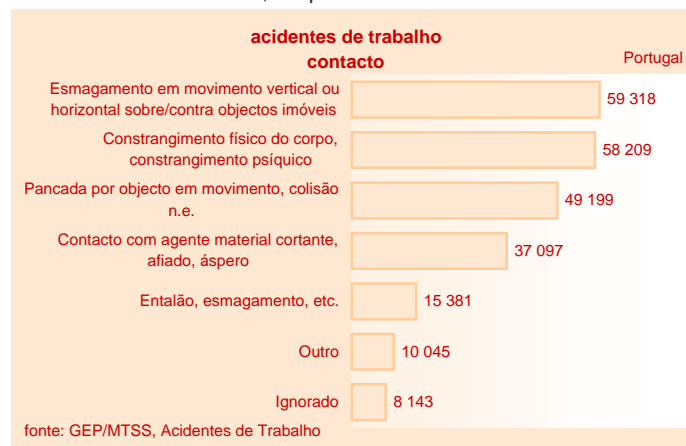 acidentes de trabalho
contacto
Portugal
Esmagamento em movimento vertical ou
horizontal sobre/contra objectos imóveis
59 318
Constrangimento físico do corpo,
constrangimento psíquico
58 209
Pancada por objecto em movimento, colisão
n.e.
49 199
Contacto com agente material cortante,
afiado, áspero
37 097
Entalão, esmagamento, etc.
15 381
Outro
10 045
Ignorado
8 143
fonte: GEP/MTSS, Acidentes de Trabalho